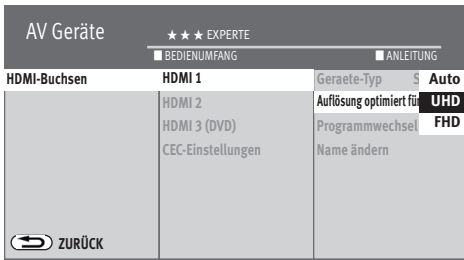 AV Geräte
★★★ EXPERTE
BEDIENUMFANG
ANLEITUNG
HDMI-Buchsen
HDMI 1
Geraete-Typ S Auto
HDMI 2
Auflösung optimiert für UHD
HDMI 3 (DVD)
Programmwechsel FHD
CEC-Einstellungen
Name ändern
ZURÜCK